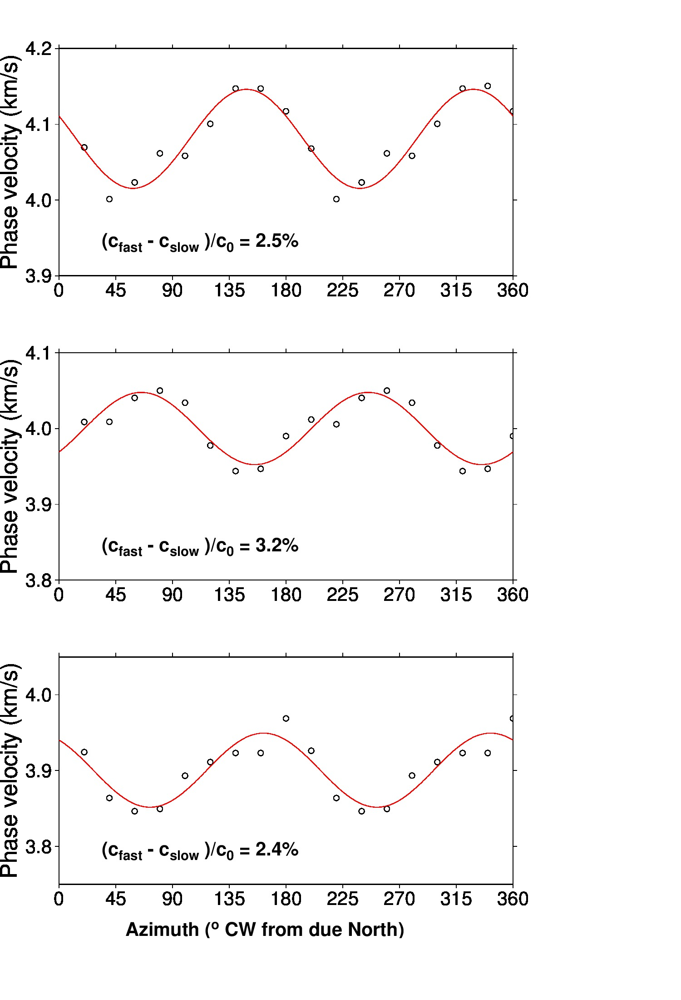 Phase velocity (km/s)
4.2
4.1
4.0
3.9
(cfast - cslow )/c0 = 2.5%
0 45 90 135 180 225 270 315 360
Phase velocity (km/s)
4.1
4.0
3.9
3.8
(cfast - cslow )/c0 = 3.2%
0 45 90 135 180 225 270 315 360
Phase velocity (km/s)
4.0
3.9
3.8
(cfast - cslow )/c0 = 2.4%
0 45 90 135 180 225 270 315 360
Azimuth (º CW from due North)